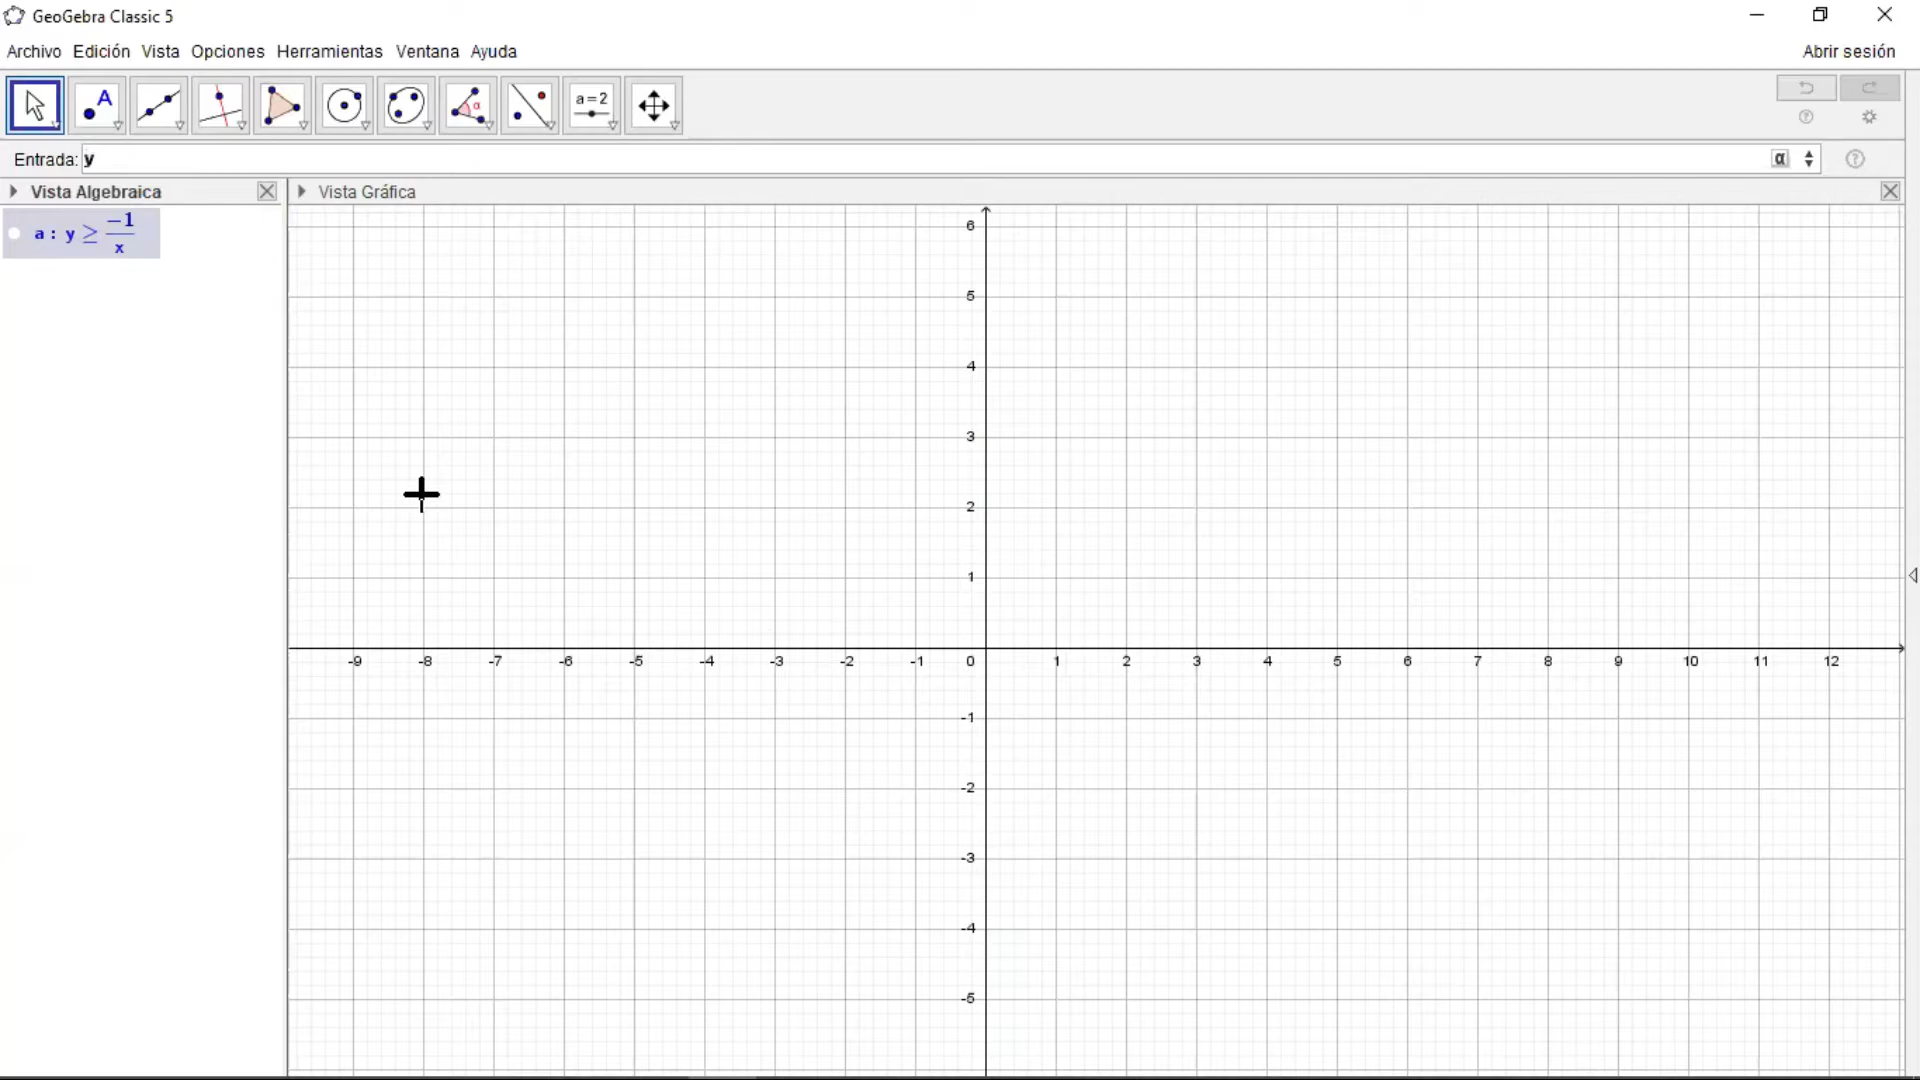 GeoGebra Classic 5
Archivo Edición Vista Opciones Herramientas Ventana Ayuda
Abrir sesión
A
α
a=2
Entrada: y
α
Vista Algebraica
Vista Gráfica
a : y ≥ −1/x
6
5
4
3
2
1
-9 -8 -7 -6 -5 -4 -3 -2 -1 0 1 2 3 4 5 6 7 8 9 10 11 12
-1
-2
-3
-4
-5